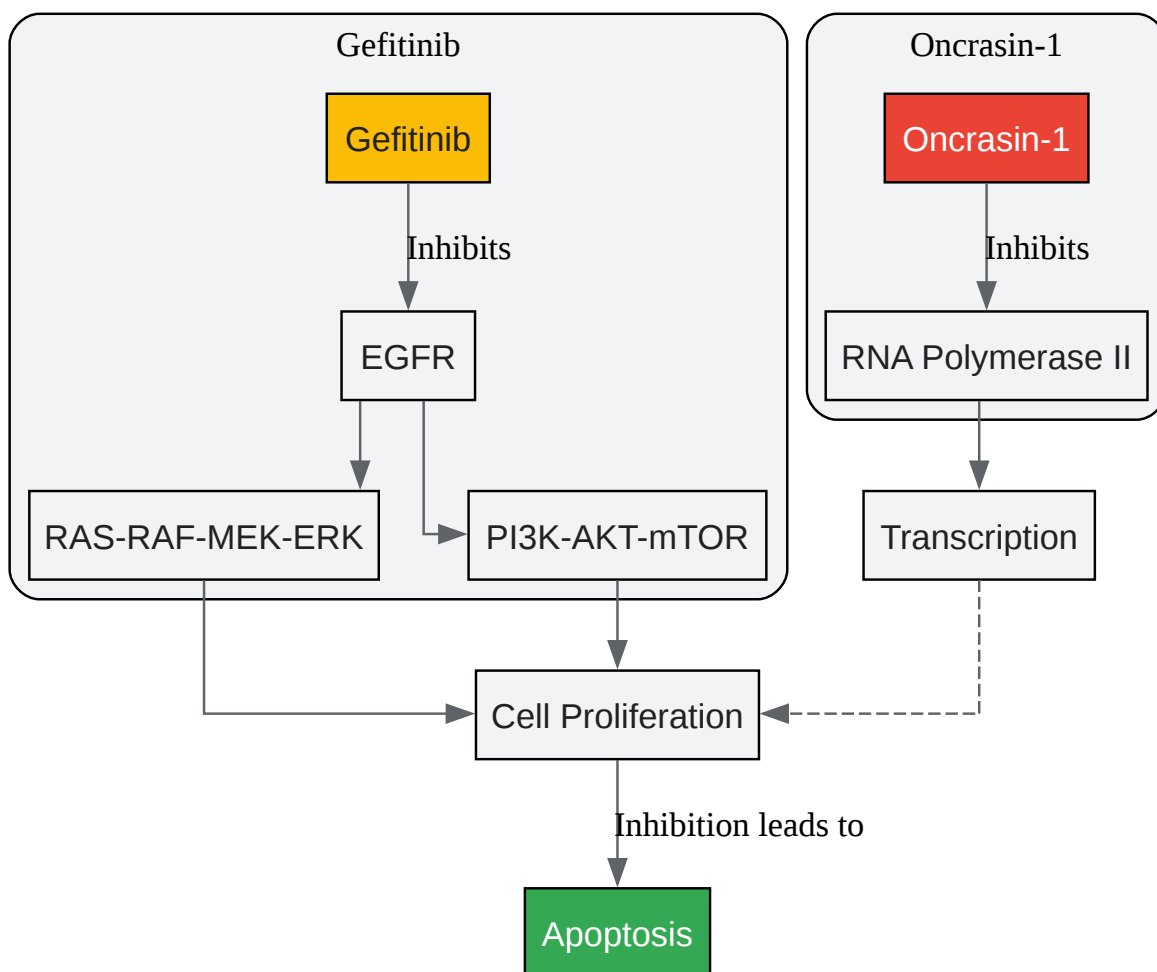 Gefitinib
Oncrasin-1
Gefitinib
Oncrasin-1
Inhibits
Inhibits
EGFR
RNA Polymerase II
RAS-RAF-MEK-ERK
PI3K-AKT-mTOR
Transcription
Cell Proliferation
Inhibition leads to
Apoptosis